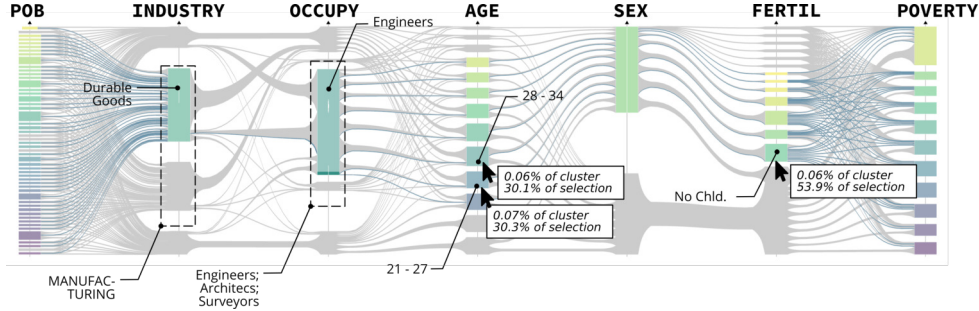 POB INDUSTRY OCCUPY AGE SEX FERTIL POVERTY
Engineers
Durable
Goods
28 - 34
0.06% of cluster
30.1% of selection
0.06% of cluster
53.9% of selection
No Chld.
0.07% of cluster
30.3% of selection
21 - 27
MANUFAC-
TURING
Engineers;
Architecs;
Surveyors